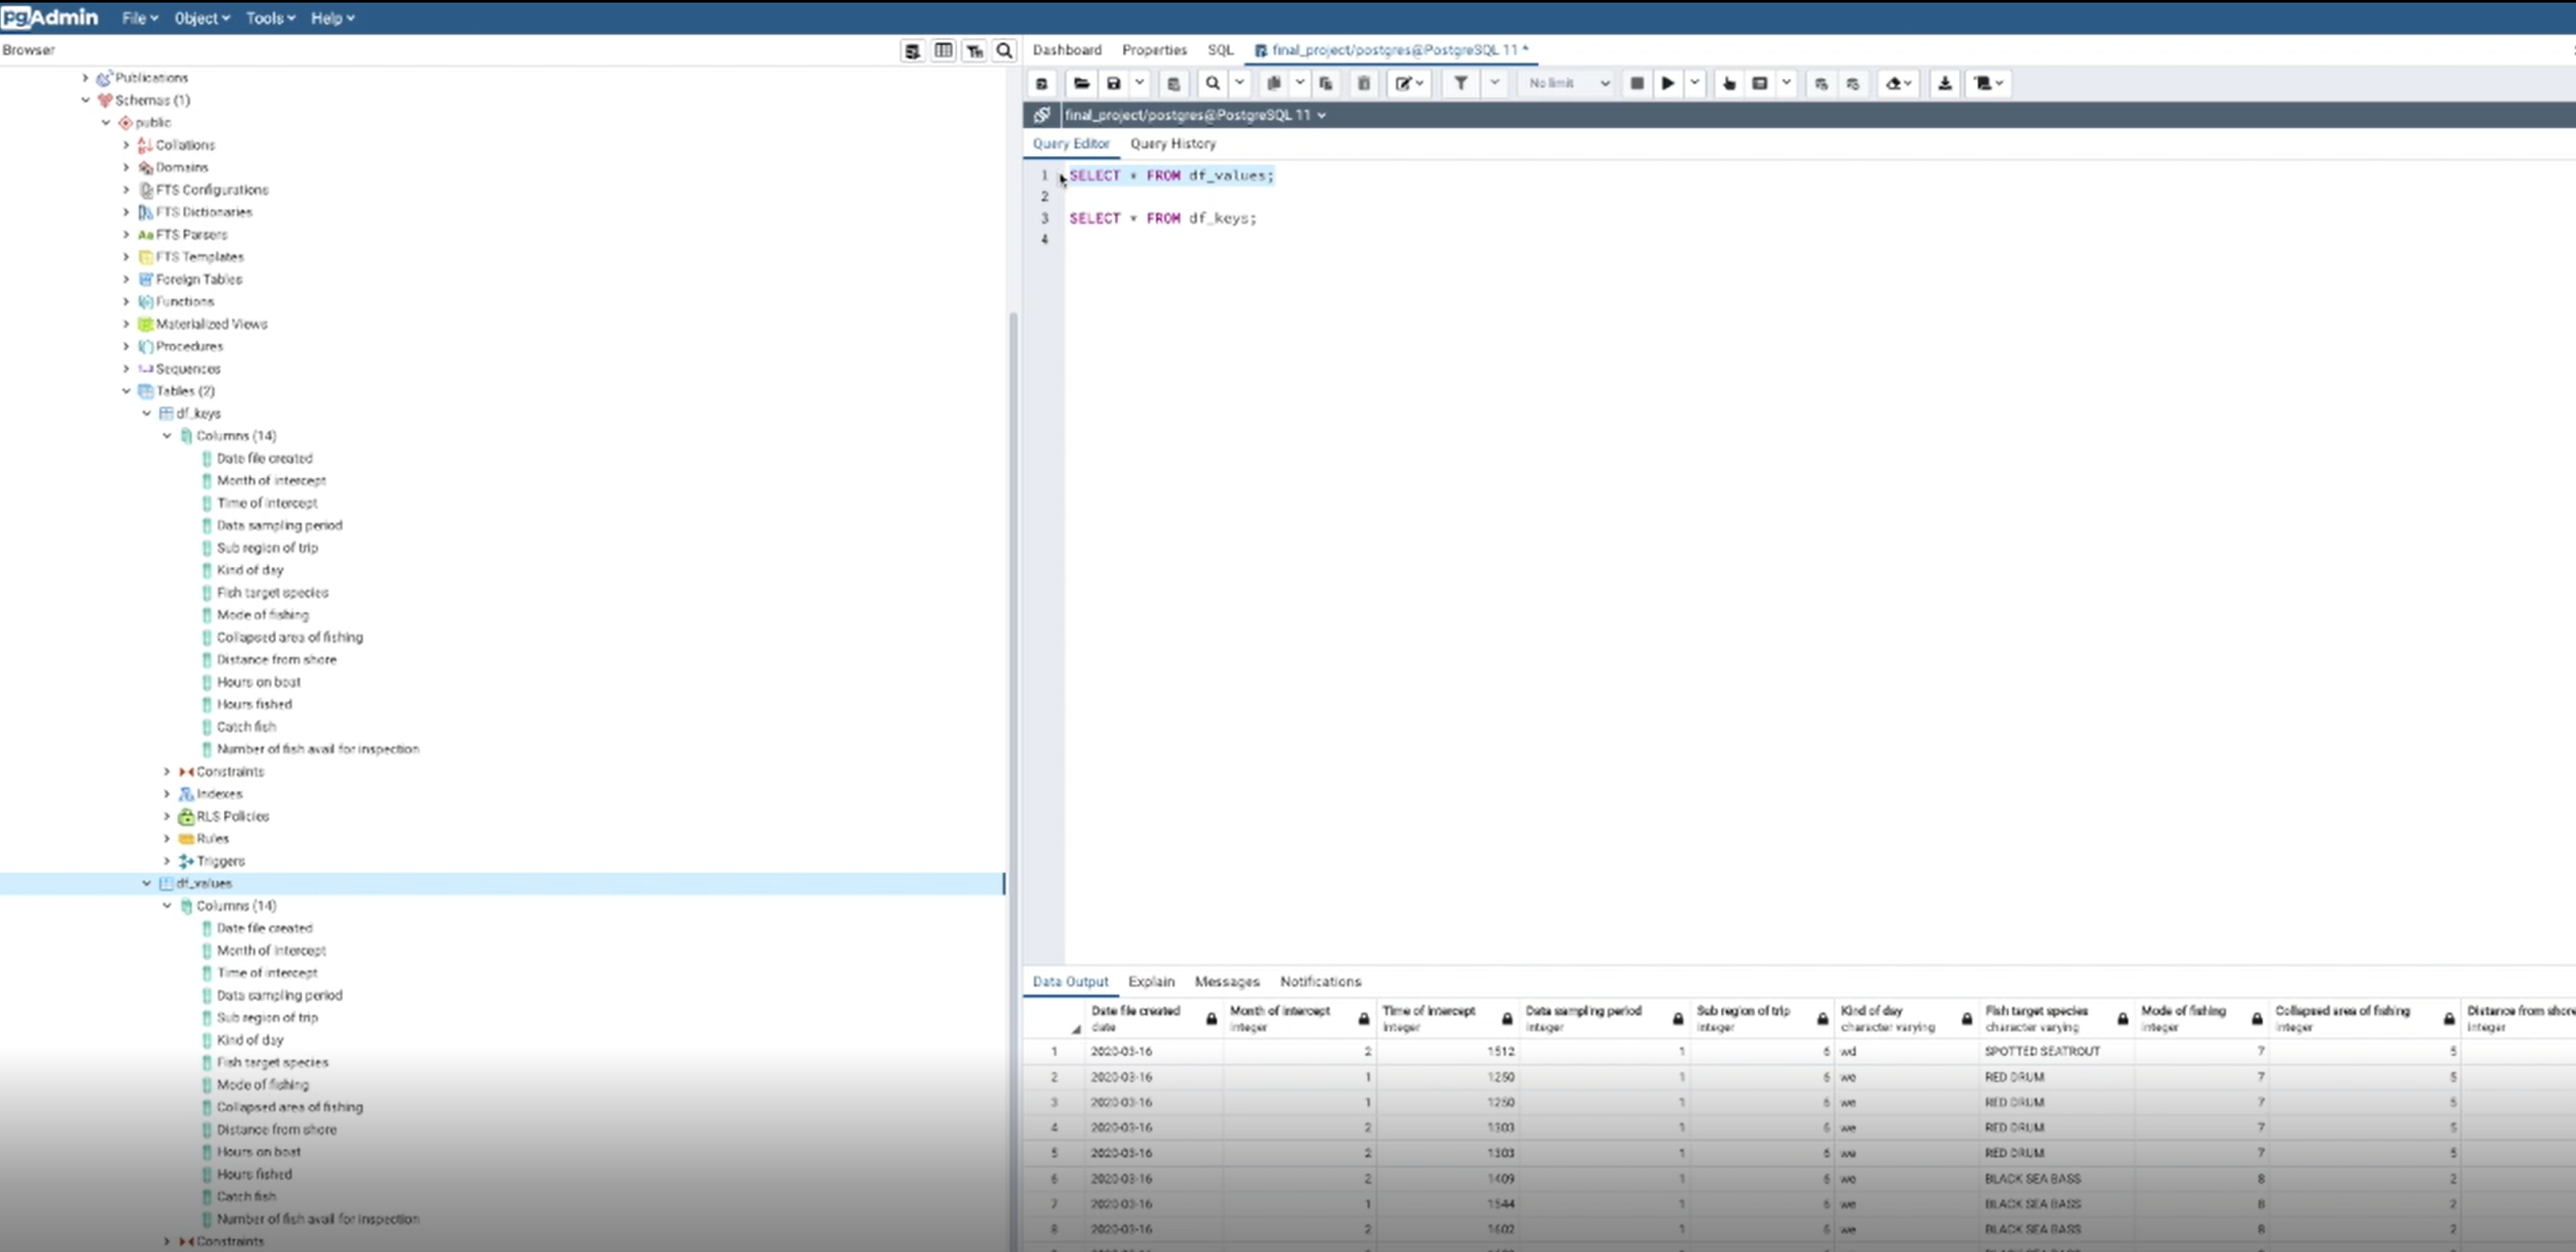 pgAdmin File Object Tools Help
Browser
Publications
Schemas (1)
public
Collations
Domains
FTS Configurations
FTS Dictionaries
Aa FTS Parsers
FTS Templates
Foreign Tables
Functions
Materialized Views
Procedures
1..3 Sequences
Tables (2)
df_keys
Columns (14)
Date file created
Month of intercept
Time of intercept
Data sampling period
Sub region of trip
Kind of day
Fish target species
Mode of fishing
Collapsed area of fishing
Distance from shore
Hours on boat
Hours fished
Catch fish
Number of fish avail for inspection
Constraints
Indexes
RLS Policies
Rules
Triggers
df_values
Columns (14)
Date file created
Month of intercept
Time of intercept
Data sampling period
Sub region of trip
Kind of day
Fish target species
Mode of fishing
Collapsed area of fishing
Distance from shore
Hours on boat
Hours fished
Catch fish
Number of fish avail for inspection
Constraints
Dashboard Properties SQL final_project/postgres@PostgreSQL 11 *
No limit
final_project/postgres@PostgreSQL 11
Query Editor Query History
1 SELECT * FROM df_values;
2
3 SELECT * FROM df_keys;
4
Data Output Explain Messages Notifications
Date file created Month of intercept Time of intercept Data sampling period Sub region of trip Kind of day Fish target species Mode of fishing Collapsed area of fishing Distance from shore
date integer integer integer integer character varying character varying integer integer integer
1 2020-03-16 2 1512 1 6 wd SPOTTED SEATROUT 7 5
2 2020-03-16 1 1250 1 6 we RED DRUM 7 5
3 2020-03-16 1 1250 1 6 we RED DRUM 7 5
4 2020-03-16 2 1303 1 6 we RED DRUM 7 5
5 2020-03-16 2 1303 1 6 we RED DRUM 7 5
6 2020-03-16 2 1409 1 6 we BLACK SEA BASS 8 2
7 2020-03-16 1 1544 1 6 we BLACK SEA BASS 8 2
8 2020-03-16 2 1602 1 6 we BLACK SEA BASS 8 2